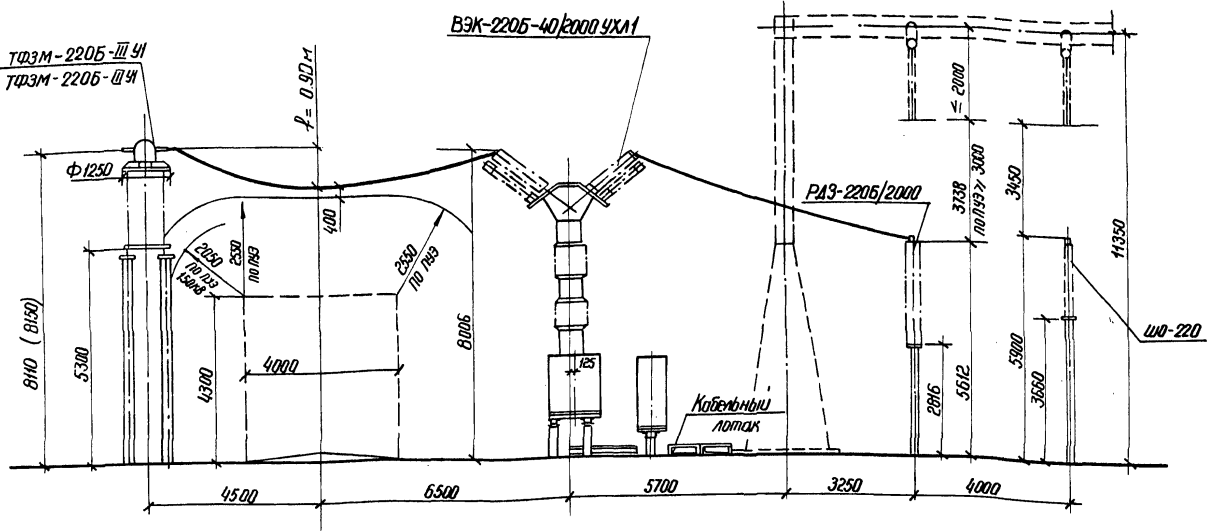 ВЭК-220Б-40/2000 УХЛ1
ТФЗМ-220Б-III У1
ТФЗМ-220Б-III У1
f = 0.90 м
Ф1250
400
2050
ПО ПУЭ
150кв
2550
ПО ПУЭ
2550
ПО ПУЭ
8110 (8150)
5300
4300
4000
8006
125
Кабельный
лоток
≤ 2000
3738
ПО ПУЭ ≥ 3000
3450
11350
РДЗ-220Б/2000
ШО-220
2816
5612
5900
3660
4500
6500
5700
3250
4000